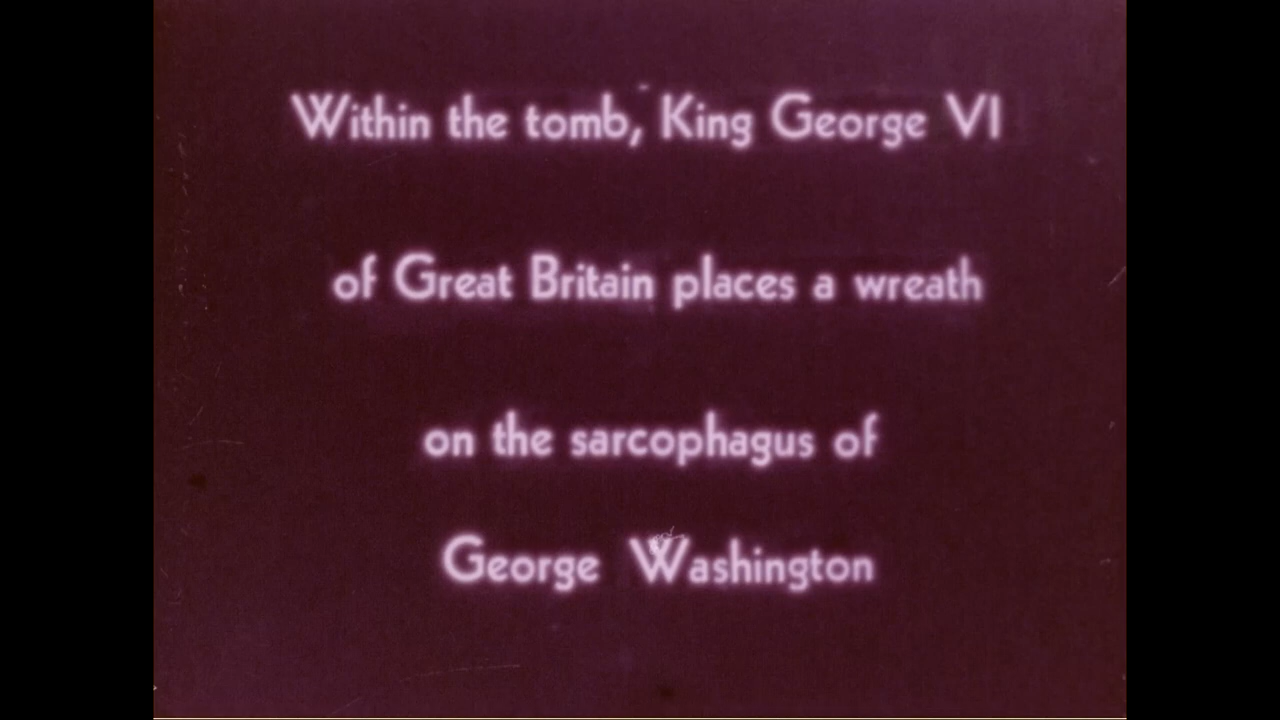 Within the tomb, King George VI
of Great Britain places a wreath
on the sarcophagus of
George Washington